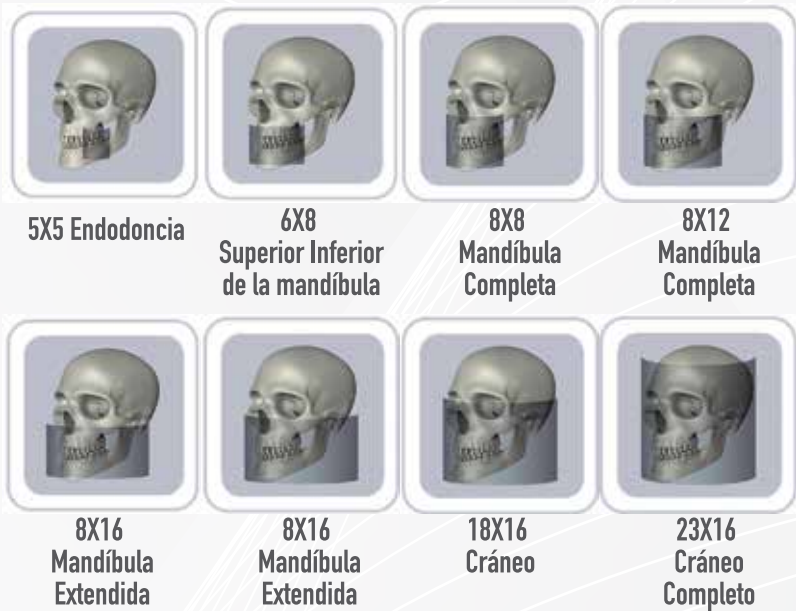 5X5 Endodoncia
6X8
Superior Inferior
de la mandíbula
8X8
Mandíbula
Completa
8X12
Mandíbula
Completa
8X16
Mandíbula
Extendida
8X16
Mandíbula
Extendida
18X16
Cráneo
23X16
Cráneo
Completo